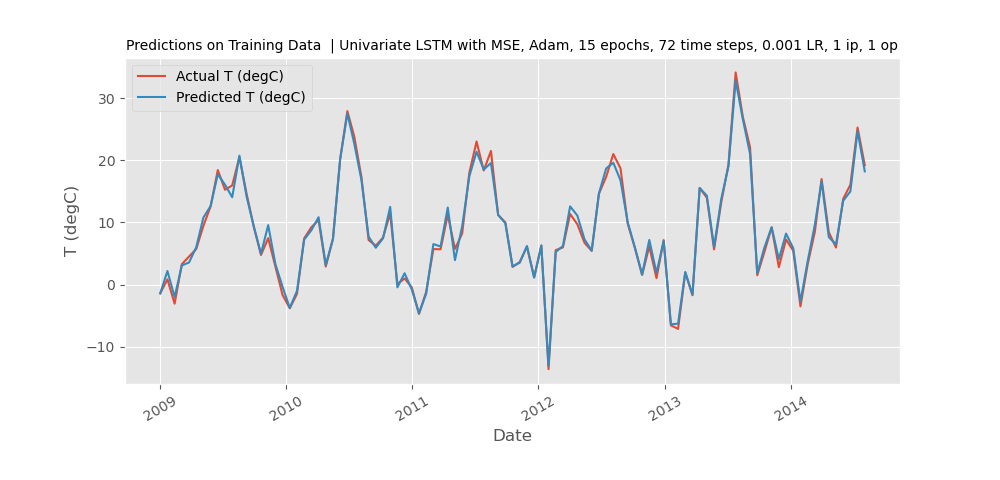 Predictions on Training Data  | Univariate LSTM with MSE, Adam, 15 epochs, 72 time steps, 0.001 LR, 1 ip, 1 op
Actual T (degC)
Predicted T (degC)
T (degC)
30
20
10
0
−10
2009
2010
2011
2012
2013
2014
Date